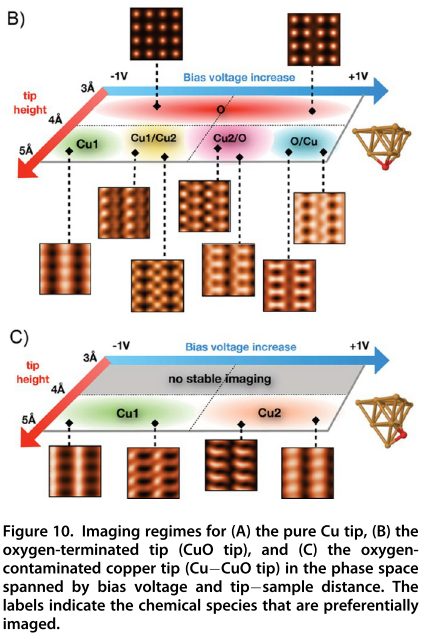 B)
3Å
-1V
Bias voltage increase
+1V
tip
height
4Å
5Å
O
Cu1
Cu1/Cu2
Cu2/O
O/Cu
C)
3Å
-1V
Bias voltage increase
+1V
tip
height
4Å
5Å
no stable imaging
Cu1
Cu2
Figure 10. Imaging regimes for (A) the pure Cu tip, (B) the
oxygen-terminated tip (CuO tip), and (C) the oxygen-
contaminated copper tip (Cu−CuO tip) in the phase space
spanned by bias voltage and tip−sample distance. The
labels indicate the chemical species that are preferentially
imaged.